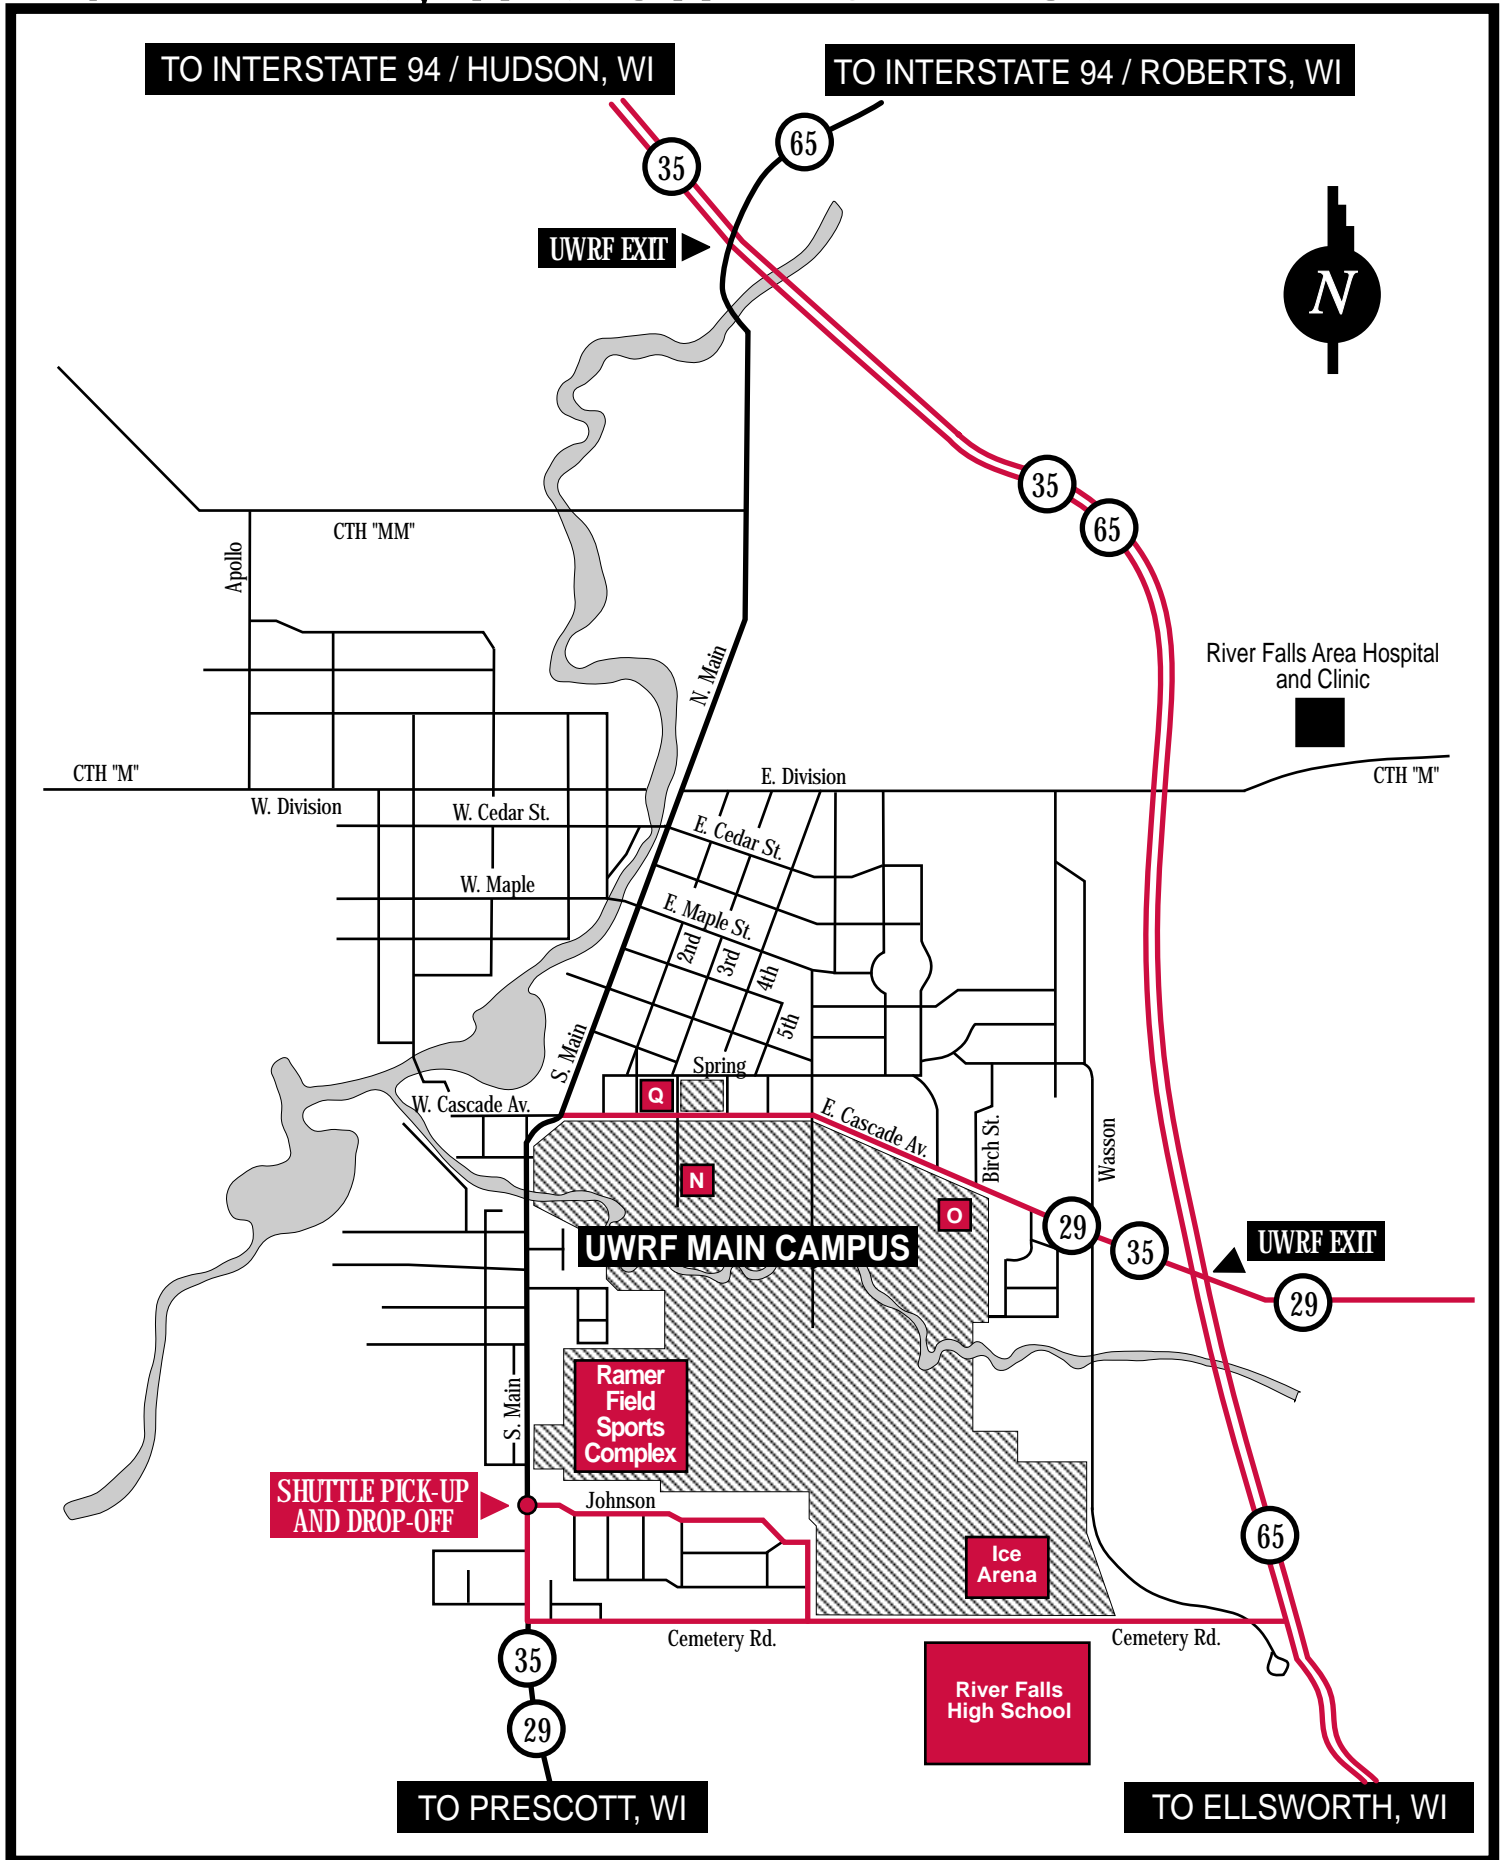 TO INTERSTATE 94 / HUDSON, WI
TO INTERSTATE 94 / ROBERTS, WI
65
35
UWRF EXIT
N
35
65
CTH "MM"
Apollo
N. Main
River Falls Area Hospital
and Clinic
CTH "M"
E. Division
CTH "M"
W. Division
W. Cedar St.
E. Cedar St.
W. Maple
E. Maple St.
2nd
3rd
4th
5th
S. Main
Spring
Q
W. Cascade Av.
E. Cascade Av.
Birch St.
Wasson
N
O
29
35
UWRF EXIT
UWRF MAIN CAMPUS
29
Ramer
Field
Sports
Complex
S. Main
SHUTTLE PICK-UP
AND DROP-OFF
Johnson
65
Ice
Arena
Cemetery Rd.
Cemetery Rd.
35
River Falls
High School
29
TO PRESCOTT, WI
TO ELLSWORTH, WI